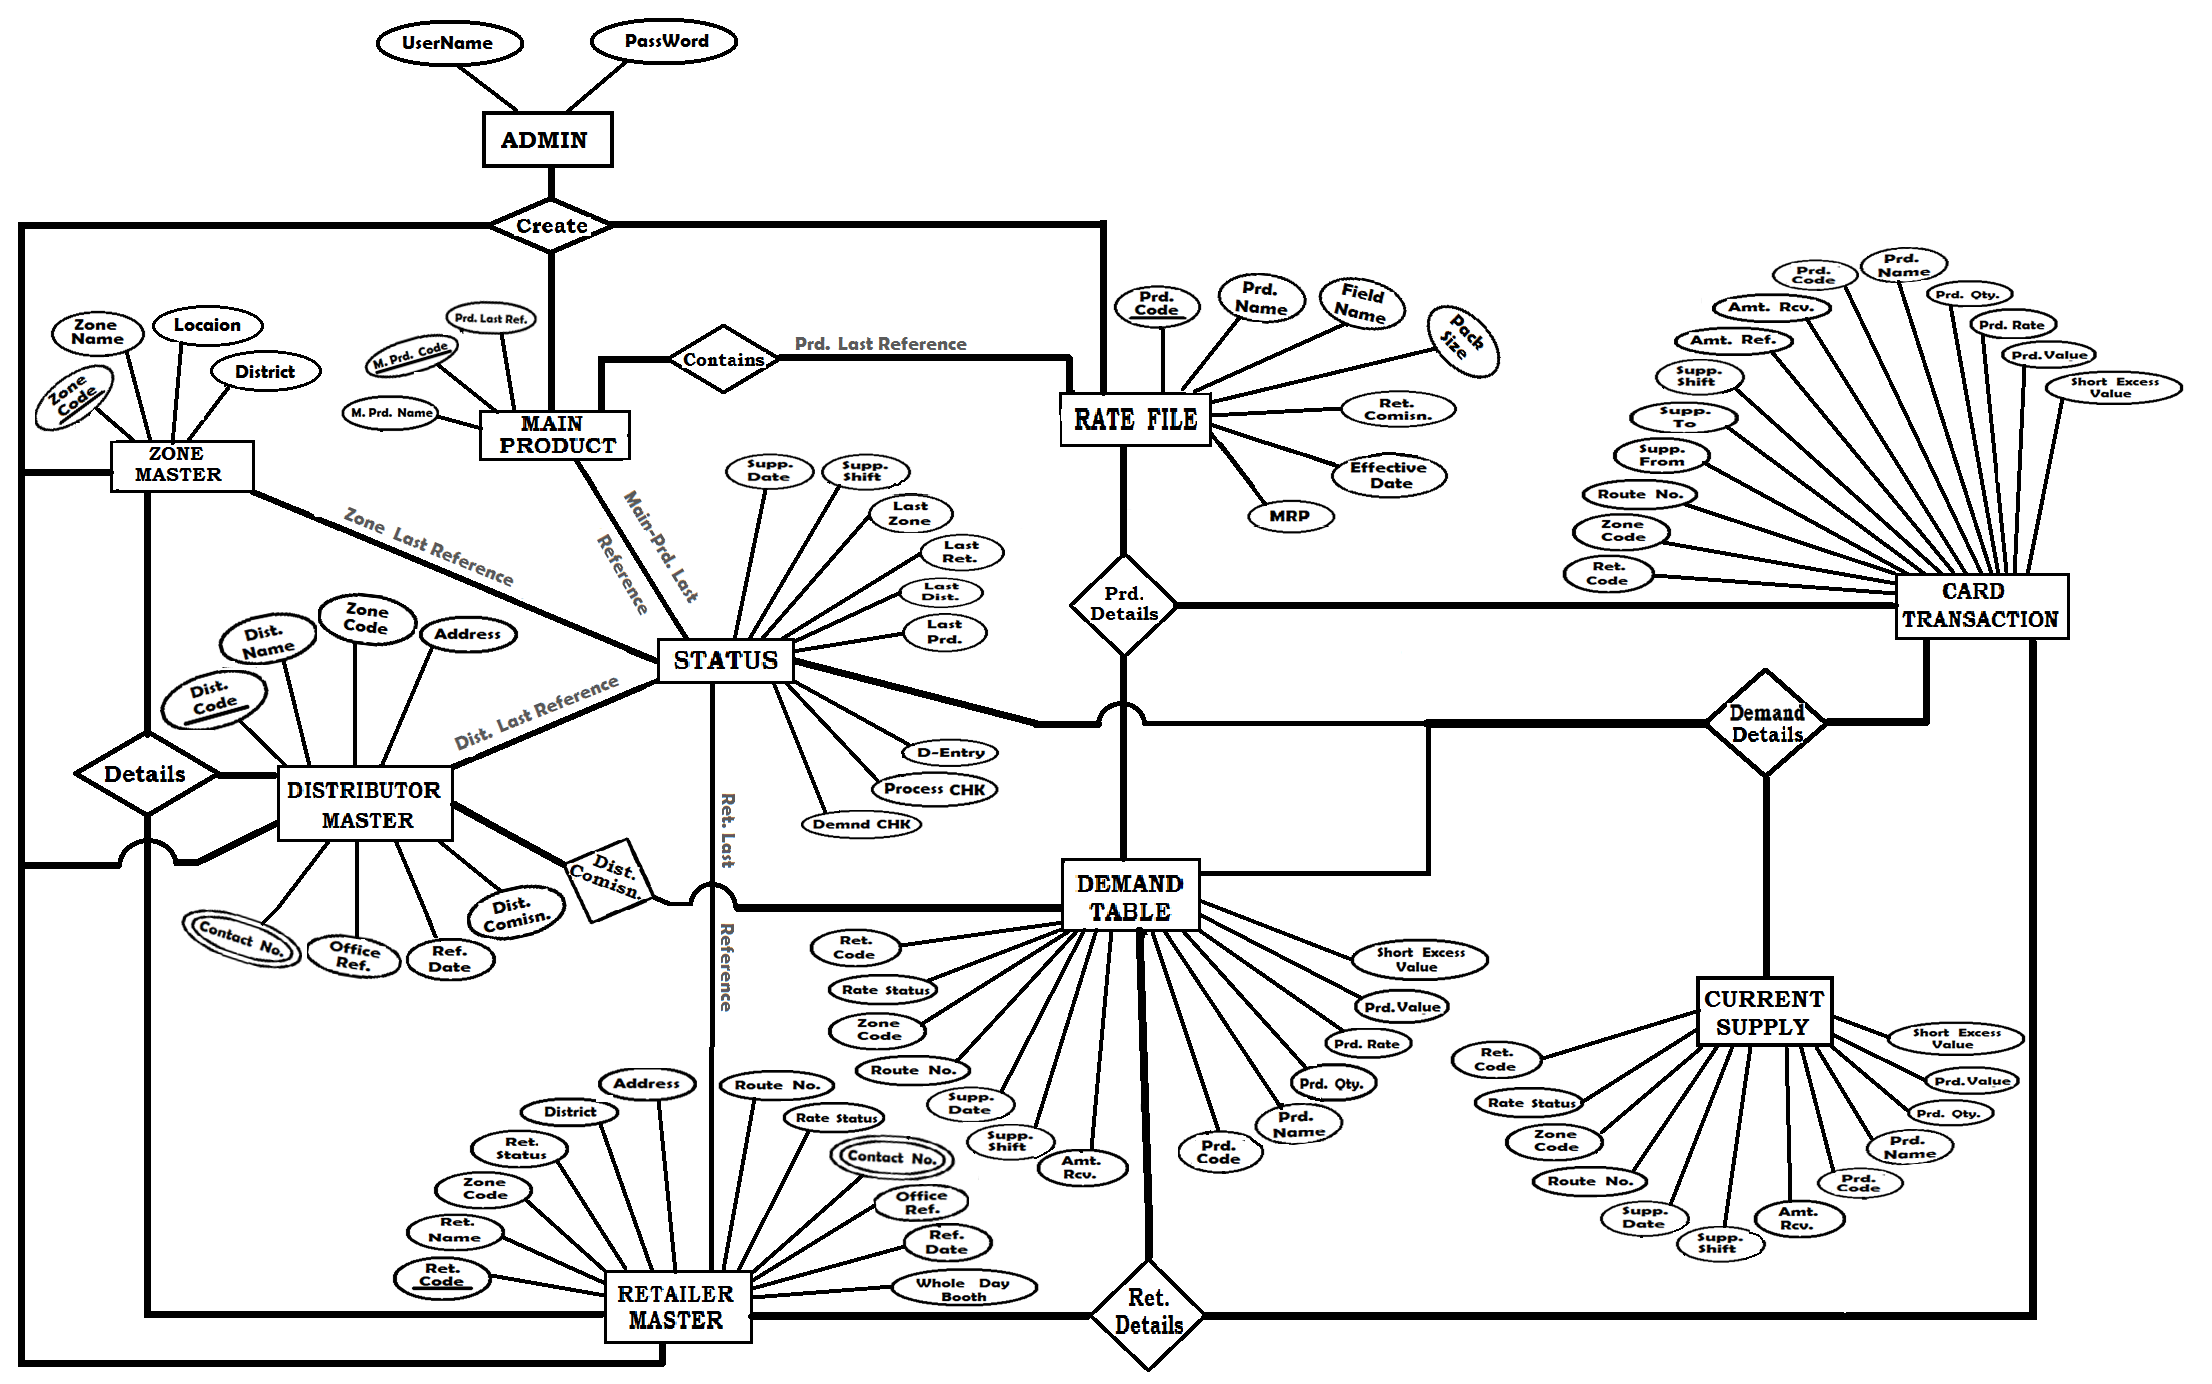 UserName
PassWord
ADMIN
Create
Zone
Name
Locaion
District
Zone
Code
ZONE
MASTER
Prd. Last Ref.
M. Prd. Code
M. Prd. Name
MAIN
PRODUCT
Contains
Prd. Last Reference
Prd.
Code
Prd.
Name
Field
Name
Pack
Size
Ret.
Comisn.
Effective
Date
MRP
RATE FILE
Prd.
Code
Prd.
Name
Prd. Qty.
Prd. Rate
Prd.Value
Short Excess
Value
Amt. Rcv.
Amt. Ref.
Supp.
Shift
Supp.
To
Supp.
From
Route No.
Zone
Code
Ret.
Code
CARD
TRANSACTION
Zone Last Reference
Main-Prd. Last
Reference
Supp.
Date
Supp.
Shift
Last
Zone
Last
Ret.
Last
Dist.
Last
Prd.
STATUS
D-Entry
Process CHK
Demnd CHK
Prd.
Details
Demand
Details
Dist.
Code
Dist.
Name
Zone
Code
Address
Dist. Last Reference
Details
DISTRIBUTOR
MASTER
Contact No.
Office
Ref.
Ref.
Date
Dist.
Comisn.
Dist.
Comisn.
Ret. Last
Reference
DEMAND
TABLE
Ret.
Code
Rate Status
Zone
Code
Route No.
Supp.
Date
Supp.
Shift
Amt.
Rcv.
Prd.
Code
Prd.
Name
Prd. Qty.
Prd. Rate
Prd.Value
Short Excess
Value
CURRENT
SUPPLY
Ret.
Code
Rate Status
Zone
Code
Route No.
Supp.
Date
Supp.
Shift
Amt.
Rcv.
Prd.
Code
Prd.
Name
Prd. Qty.
Prd.Value
Short Excess
Value
Address
Route No.
District
Rate Status
Ret.
Status
Contact No.
Zone
Code
Office
Ref.
Ret.
Name
Ref.
Date
Ret.
Code
Whole Day
Booth
RETAILER
MASTER
Ret.
Details